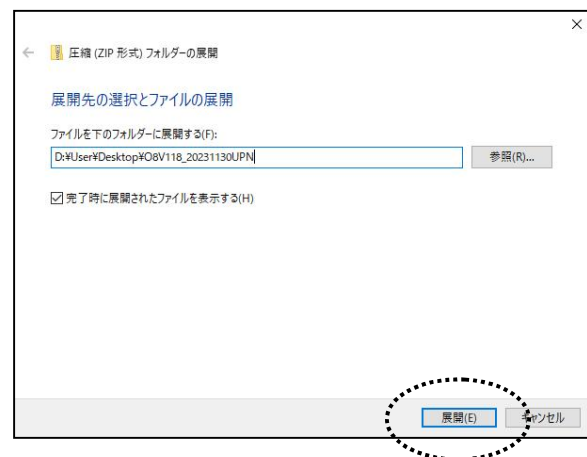 圧縮 (ZIP 形式) フォルダーの展開
展開先の選択とファイルの展開
ファイルを下のフォルダーに展開する(F):
D:¥User¥Desktop¥O8V118_20231130UPN
参照(R)...
完了時に展開されたファイルを表示する(H)
展開(E)
キャンセル